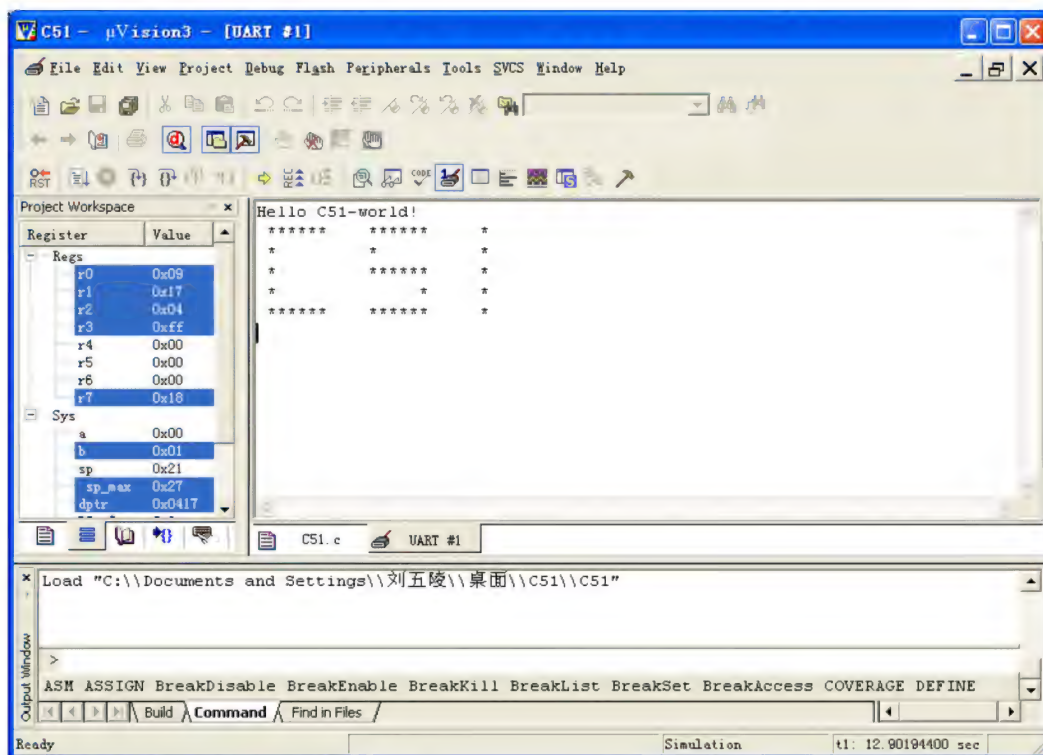 C51 - μVision3 - [UART #1]
File Edit View Project Debug Flash Peripherals Tools SVCS Window Help
RST CODE
Project Workspace
Register Value
Regs
r0 0x09
r1 0x17
r2 0x04
r3 0xff
r4 0x00
r5 0x00
r6 0x00
r7 0x18
Sys
a 0x00
b 0x01
sp 0x21
sp_max 0x27
dptr 0x0417
Hello C51-world!
 ******    ******     *
 *         *          *
 *         ******     *
 *              *     *
 ******    ******     *
C51.c UART #1
Load "C:\\Documents and Settings\\刘五陵\\桌面\\C51\\C51"
>
ASM ASSIGN BreakDisable BreakEnable BreakKill BreakList BreakSet BreakAccess COVERAGE DEFINE
Output Window
Build Command Find in Files
Ready Simulation t1: 12.90194400 sec